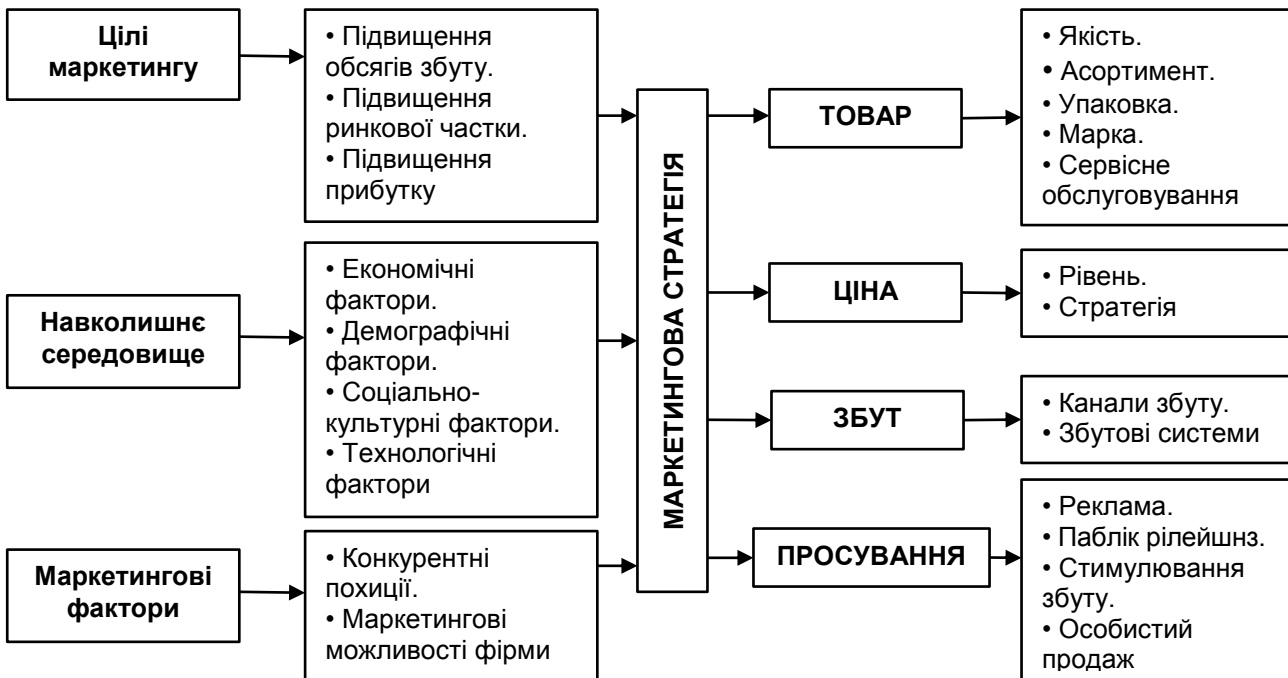 Цілі
маркетингу
• Підвищення
обсягів збуту.
• Підвищення
ринкової частки.
• Підвищення
прибутку
Навколишнє
середовище
• Економічні
фактори.
• Демографічні
фактори.
• Соціально-
культурні фактори.
• Технологічні
фактори
Маркетингові
фактори
• Конкурентні
похиції.
• Маркетингові
можливості фірми
МАРКЕТИНГОВА СТРАТЕГІЯ
ТОВАР
• Якість.
• Асортимент.
• Упаковка.
• Марка.
• Сервісне
обслуговування
ЦІНА
• Рівень.
• Стратегія
ЗБУТ
• Канали збуту.
• Збутові системи
ПРОСУВАННЯ
• Реклама.
• Паблік рілейшнз.
• Стимулювання
збуту.
• Особистий
продаж